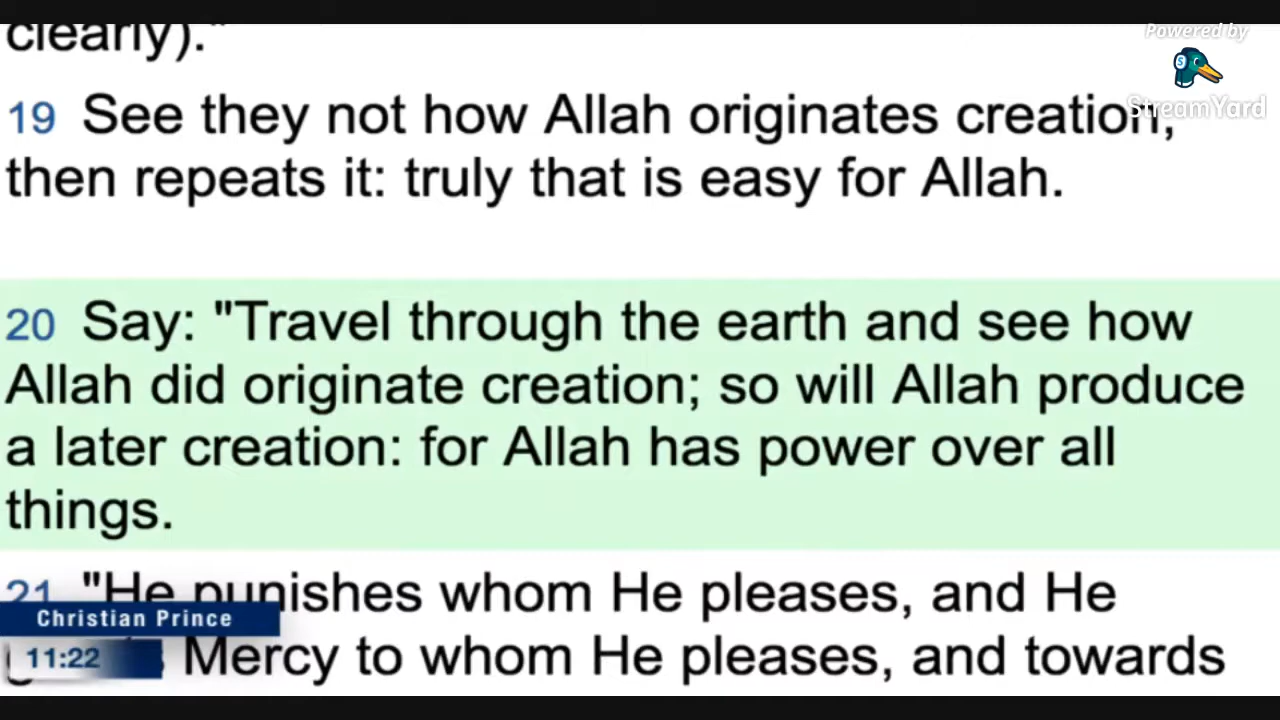 clearly)."
Powered by
StreamYard
19 See they not how Allah originates creation,
then repeats it: truly that is easy for Allah.
20 Say: "Travel through the earth and see how
Allah did originate creation; so will Allah produce
a later creation: for Allah has power over all
things.
21 "He punishes whom He pleases, and He
Christian Prince
11:22
Mercy to whom He pleases, and towards